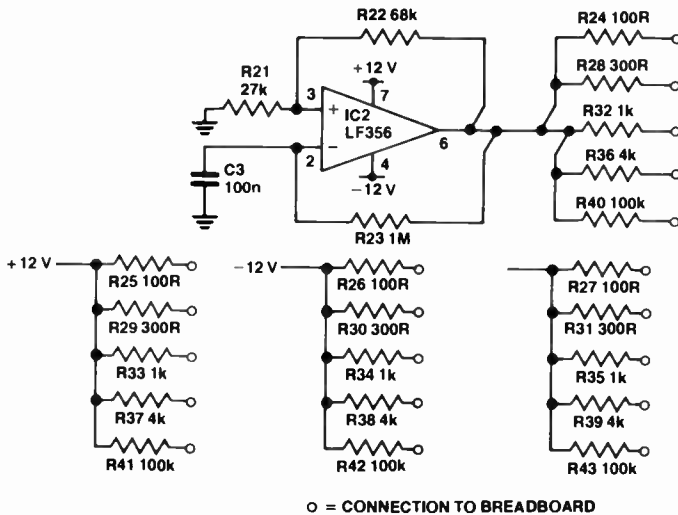 R22 68k
R24 100R
R28 300R
R21
27k
+12 V
7
3
+
IC2
LF356
6
−
2
4
−12 V
R32 1k
R36 4k
R40 100k
C3
100n
R23 1M
+12 V
R25 100R
R29 300R
R33 1k
R37 4k
R41 100k
−12 V
R26 100R
R30 300R
R34 1k
R38 4k
R42 100k
R27 100R
R31 300R
R35 1k
R39 4k
R43 100k
O = CONNECTION TO BREADBOARD